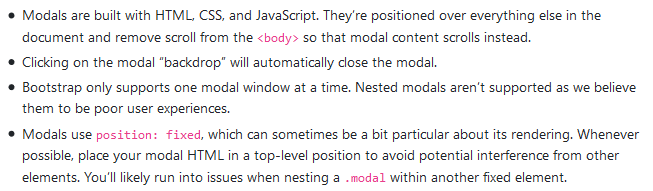 Modals are built with HTML, CSS, and JavaScript. They’re positioned over everything else in the
document and remove scroll from the <body> so that modal content scrolls instead.
Clicking on the modal “backdrop” will automatically close the modal.
Bootstrap only supports one modal window at a time. Nested modals aren’t supported as we believe
them to be poor user experiences.
Modals use position: fixed, which can sometimes be a bit particular about its rendering. Whenever
possible, place your modal HTML in a top-level position to avoid potential interference from other
elements. You’ll likely run into issues when nesting a .modal within another fixed element.